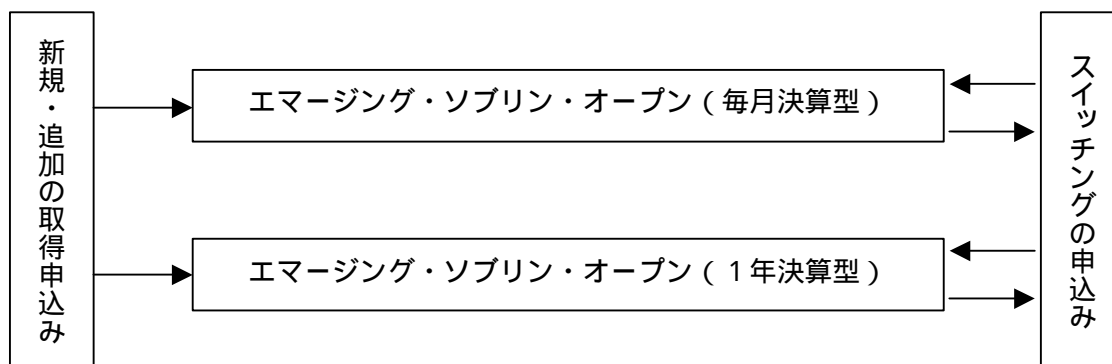 新規・追加の取得申込み
エマージング・ソブリン・オープン（毎月決算型）
エマージング・ソブリン・オープン（１年決算型）
スイッチングの申込み